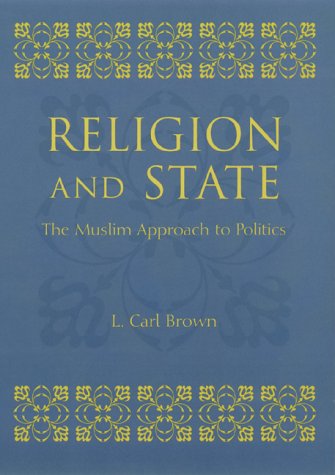 RELIGION
AND STATE
The Muslim Approach to Politics
L. Carl Brown